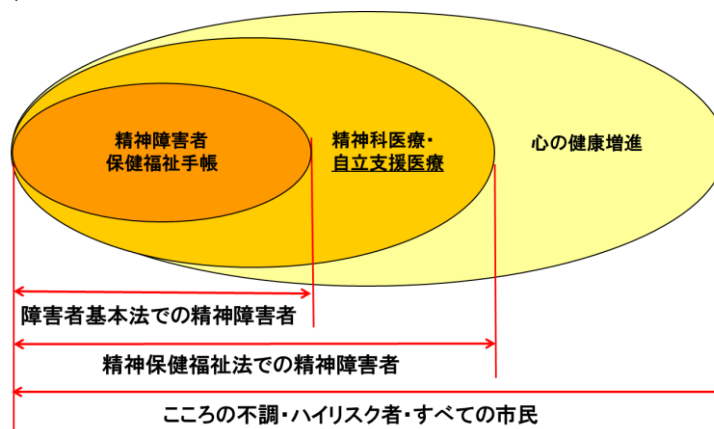 精神障害者
保健福祉手帳
精神科医療・
自立支援医療
心の健康増進
障害者基本法での精神障害者
精神保健福祉法での精神障害者
こころの不調・ハイリスク者・すべての市民